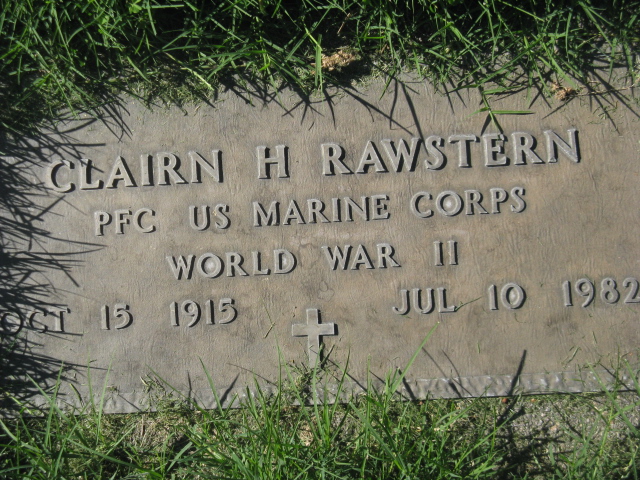 CLAIRN H RAWSTERN
PFC US MARINE CORPS
WORLD WAR II
OCT 15 1915 JUL 10 1982